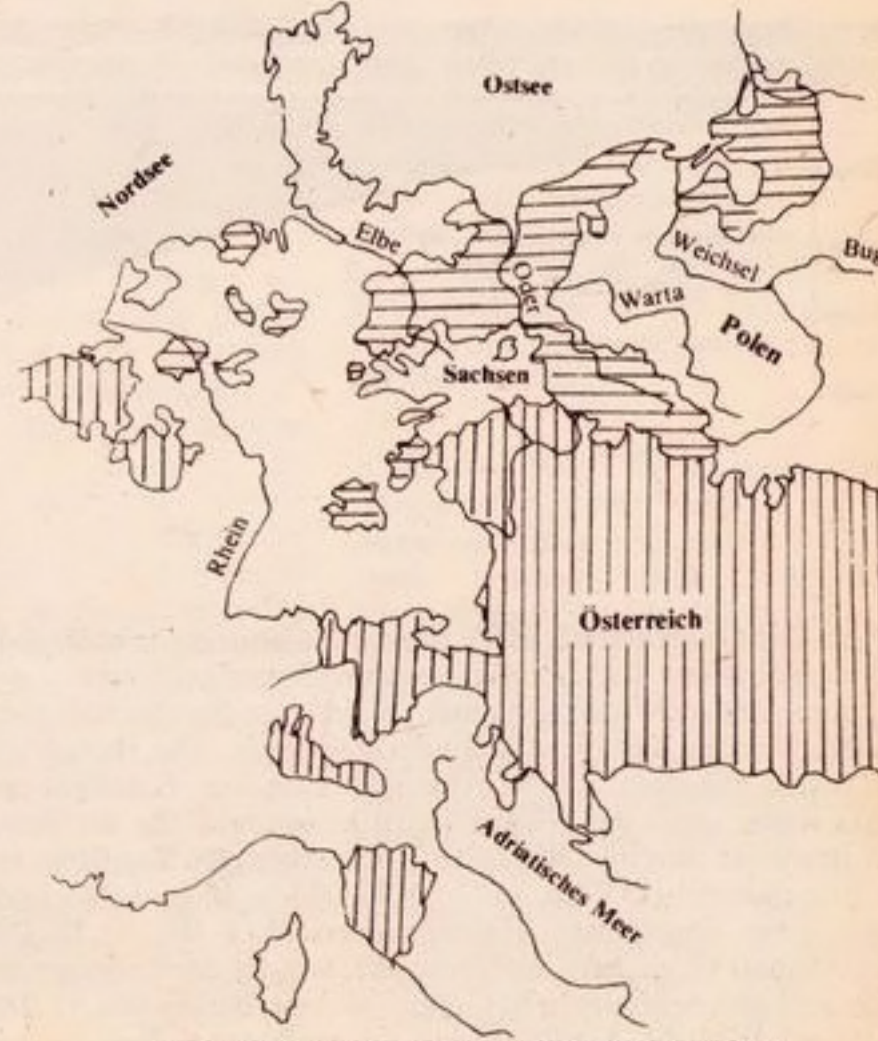 Ostsee
Nordsee
Elbe
Oder
Weichsel
Bug
Warta
Polen
Sachsen
Rhein
Österreich
Adriatisches Meer